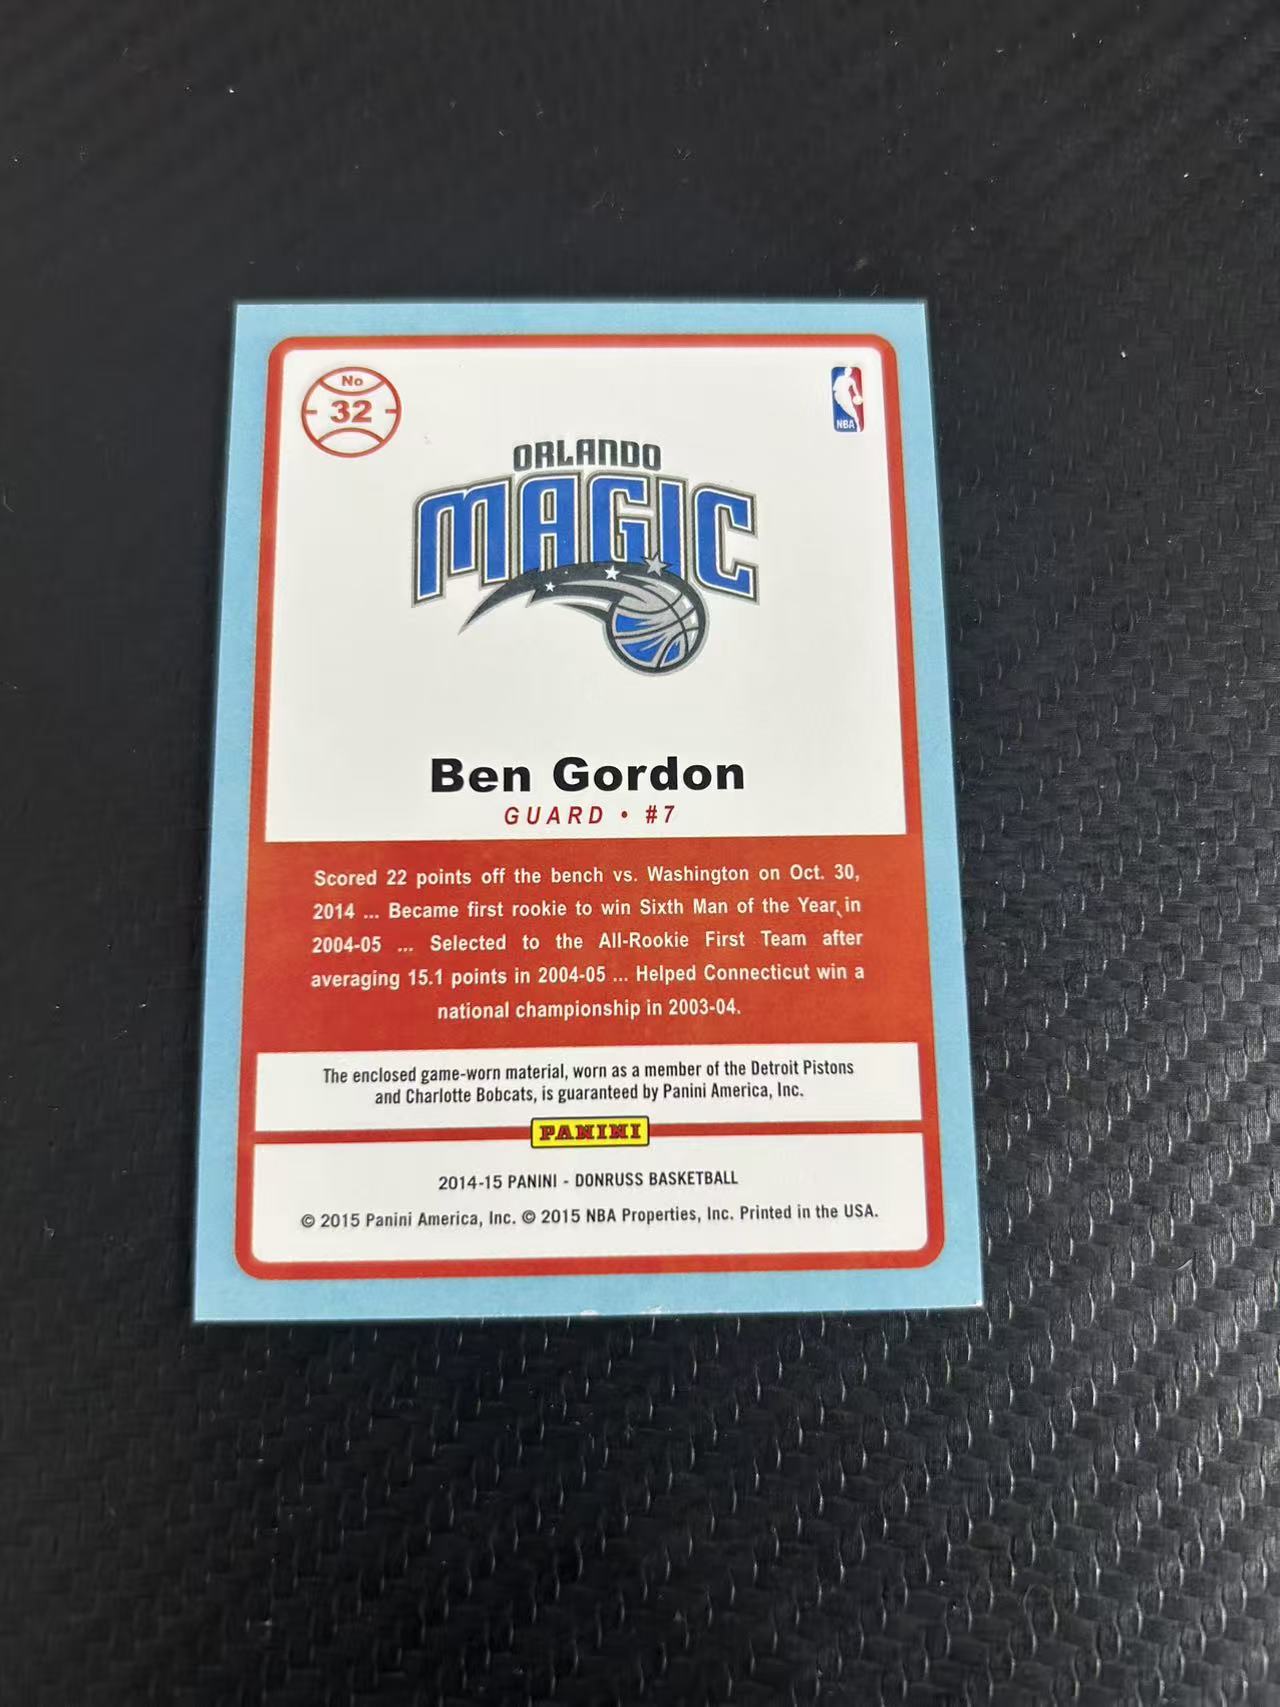 No
32
NBA
ORLANDO
MAGIC
Ben Gordon
GUARD • #7
Scored 22 points off the bench vs. Washington on Oct. 30,
2014 ... Became first rookie to win Sixth Man of the Year in
2004-05 ... Selected to the All-Rookie First Team after
averaging 15.1 points in 2004-05 ... Helped Connecticut win a
national championship in 2003-04.
The enclosed game-worn material, worn as a member of the Detroit Pistons
and Charlotte Bobcats, is guaranteed by Panini America, Inc.
PANINI
2014-15 PANINI - DONRUSS BASKETBALL
© 2015 Panini America, Inc. © 2015 NBA Properties, Inc. Printed in the USA.